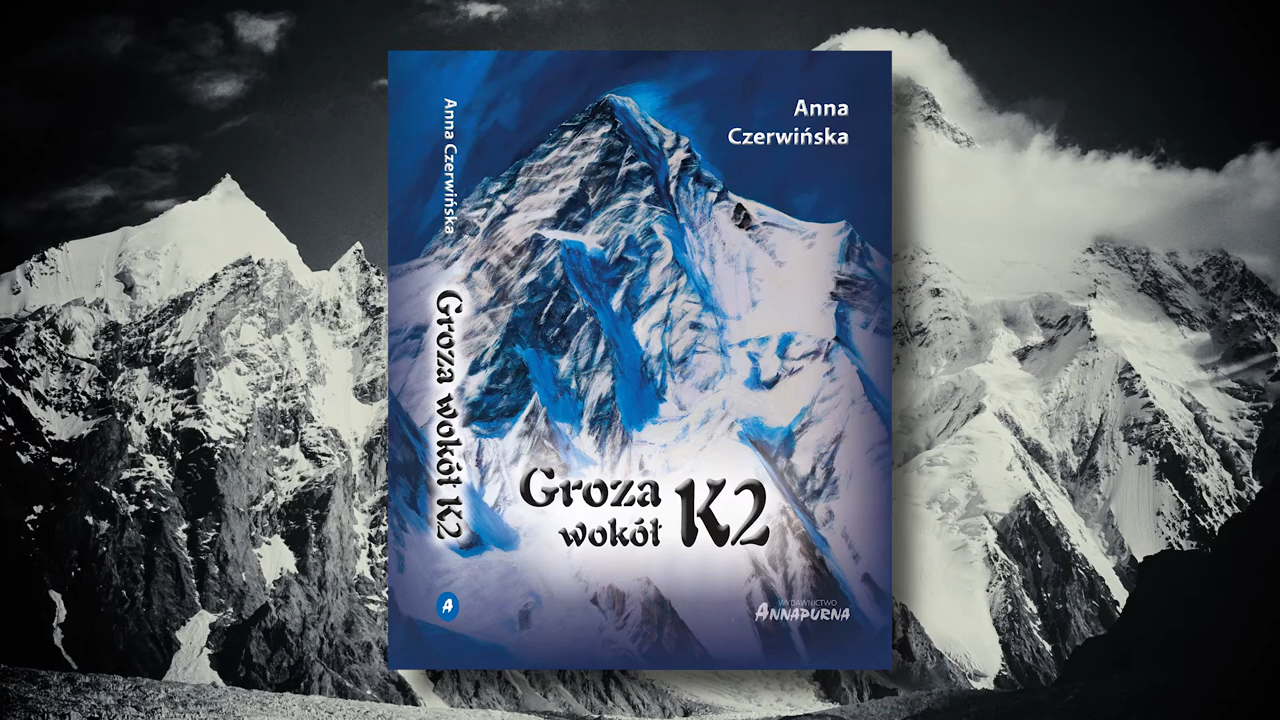 Anna Czerwińska
Groza wokół K2
A
Anna
Czerwińska
Groza
wokół K2
WYDAWNICTWO
ANNAPURNA